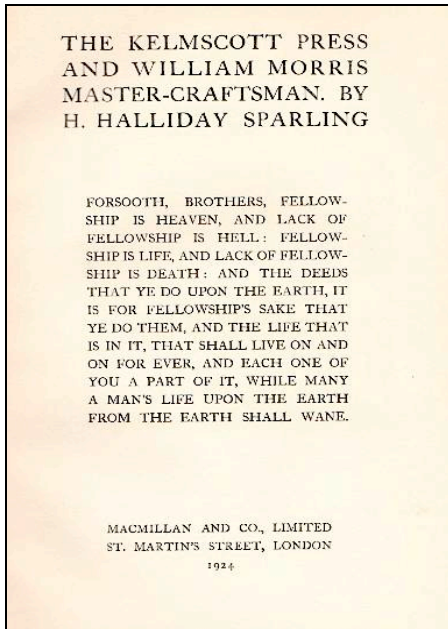 THE KELMSCOTT PRESS
AND WILLIAM MORRIS
MASTER-CRAFTSMAN. BY
H. HALLIDAY SPARLING
FORSOOTH, BROTHERS, FELLOW-
SHIP IS HEAVEN, AND LACK OF
FELLOWSHIP IS HELL: FELLOW-
SHIP IS LIFE, AND LACK OF FELLOW-
SHIP IS DEATH: AND THE DEEDS
THAT YE DO UPON THE EARTH, IT
IS FOR FELLOWSHIP'S SAKE THAT
YE DO THEM, AND THE LIFE THAT
IS IN IT, THAT SHALL LIVE ON AND
ON FOR EVER, AND EACH ONE OF
YOU A PART OF IT, WHILE MANY
A MAN'S LIFE UPON THE EARTH
FROM THE EARTH SHALL WANE.
MACMILLAN AND CO., LIMITED
ST. MARTIN'S STREET, LONDON
1924